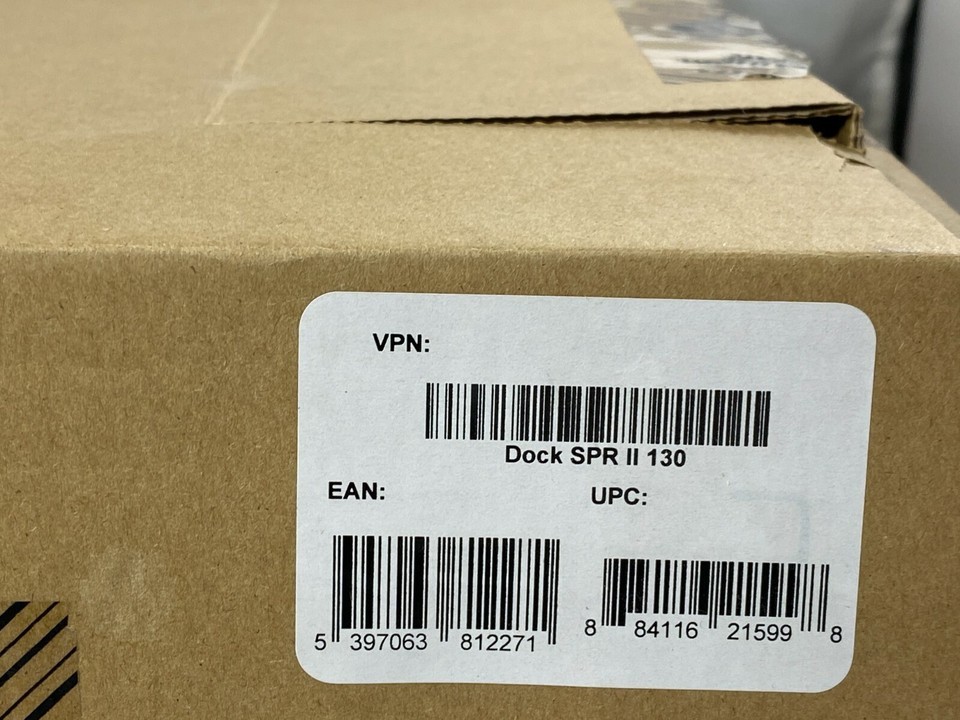 VPN:
Dock SPR II 130
EAN:
UPC:
5 397063 812271
8 84116 21599 8